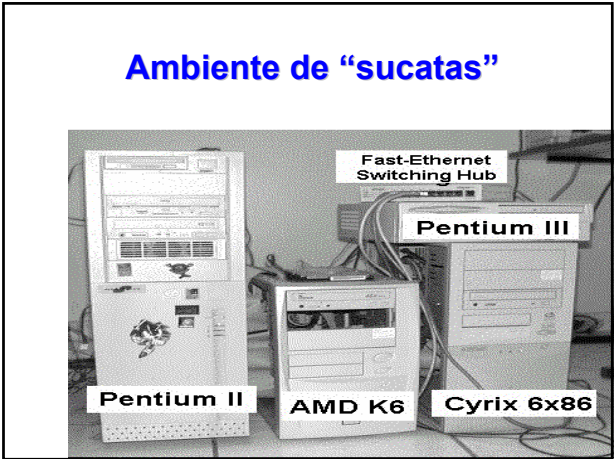 Ambiente de “sucatas”
Fast-Ethernet
Switching Hub
Pentium III
Pentium II
AMD K6
Cyrix 6x86